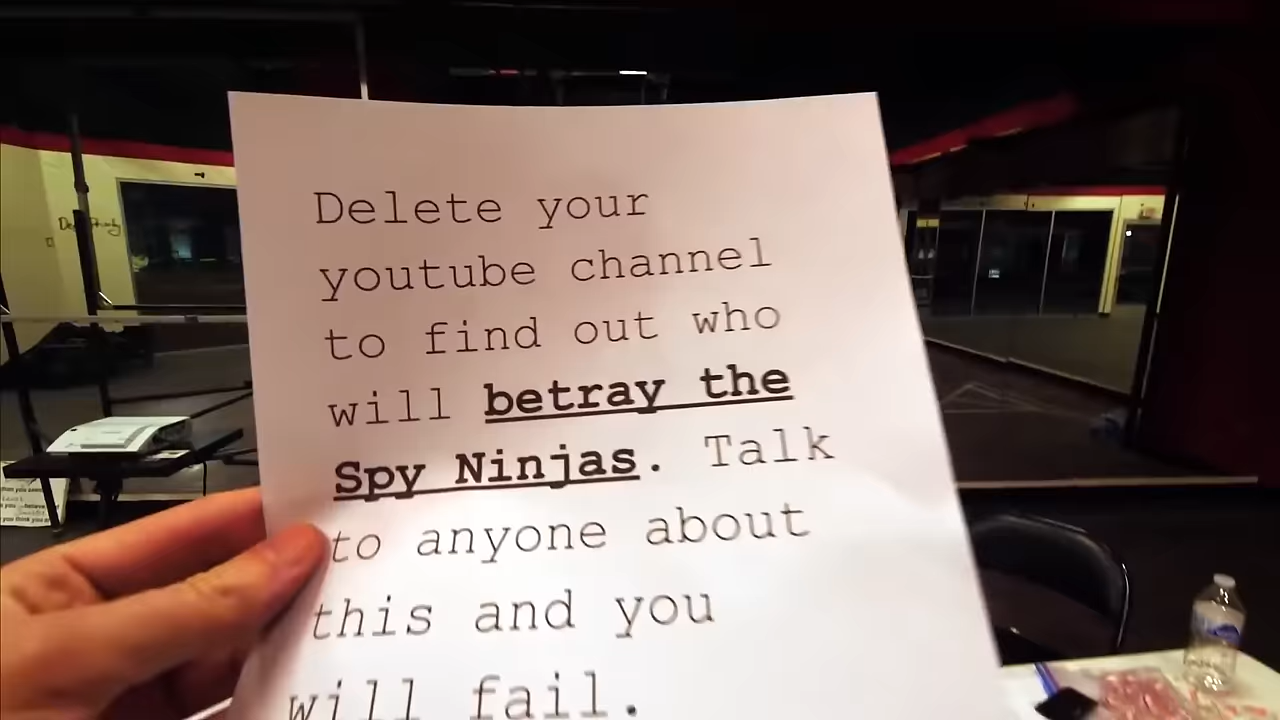 Delete your
youtube channel
to find out who
will betray the
Spy Ninjas. Talk
to anyone about
this and you
will fail.